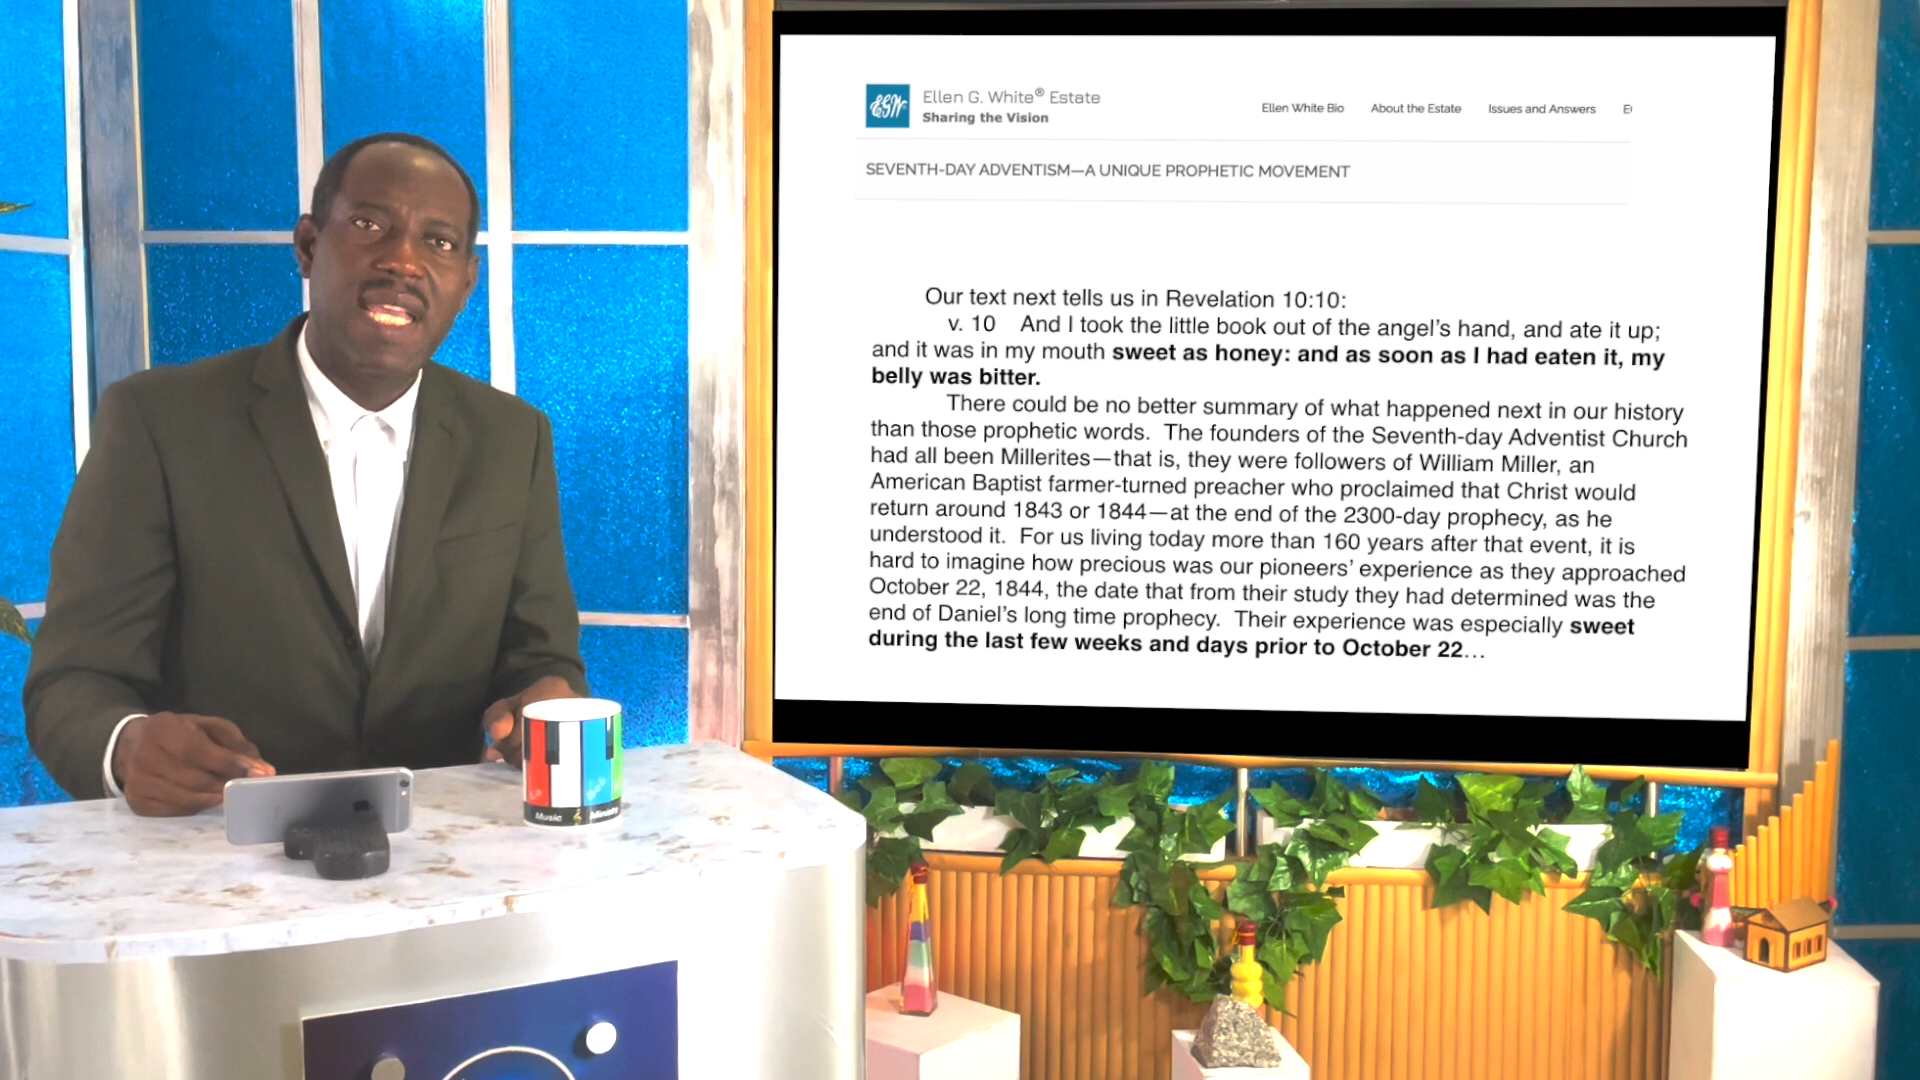 EGW
Ellen G. White® Estate
Sharing the Vision
Ellen White Bio About the Estate Issues and Answers
SEVENTH-DAY ADVENTISM—A UNIQUE PROPHETIC MOVEMENT
Our text next tells us in Revelation 10:10:
v. 10 And I took the little book out of the angel's hand, and ate it up;
and it was in my mouth sweet as honey: and as soon as I had eaten it, my
belly was bitter.
There could be no better summary of what happened next in our history
than those prophetic words. The founders of the Seventh-day Adventist Church
had all been Millerites—that is, they were followers of William Miller, an
American Baptist farmer-turned preacher who proclaimed that Christ would
return around 1843 or 1844—at the end of the 2300-day prophecy, as he
understood it. For us living today more than 160 years after that event, it is
hard to imagine how precious was our pioneers' experience as they approached
October 22, 1844, the date that from their study they had determined was the
end of Daniel's long time prophecy. Their experience was especially sweet
during the last few weeks and days prior to October 22...
Music